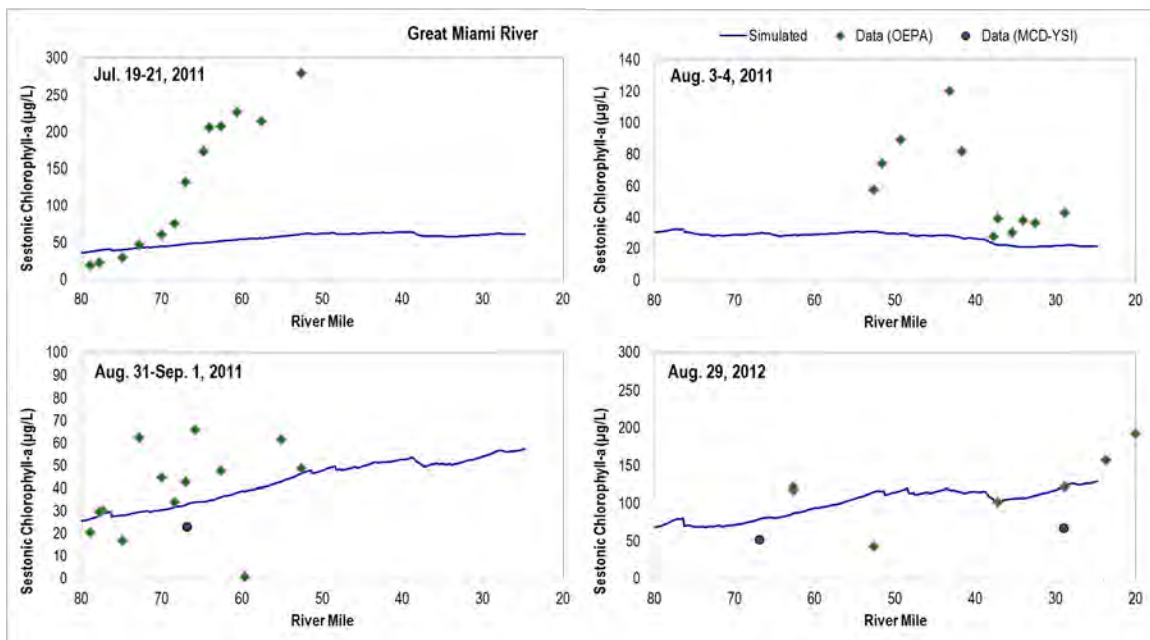 Great Miami River
Simulated
Data (OEPA)
Data (MCD-YSI)
Jul. 19-21, 2011
Sestonic Chlorophyll-a (µg/L)
300
250
200
150
100
50
0
80 70 60 50 40 30 20
River Mile
Aug. 3-4, 2011
Sestonic Chlorophyll-a (µg/L)
140
120
100
80
60
40
20
0
80 70 60 50 40 30 20
River Mile
Aug. 31-Sep. 1, 2011
Sestonic Chlorophyll-a (µg/L)
100
90
80
70
60
50
40
30
20
10
0
80 70 60 50 40 30 20
River Mile
Aug. 29, 2012
Sestonic Chlorophyll-a (µg/L)
300
250
200
150
100
50
0
80 70 60 50 40 30 20
River Mile